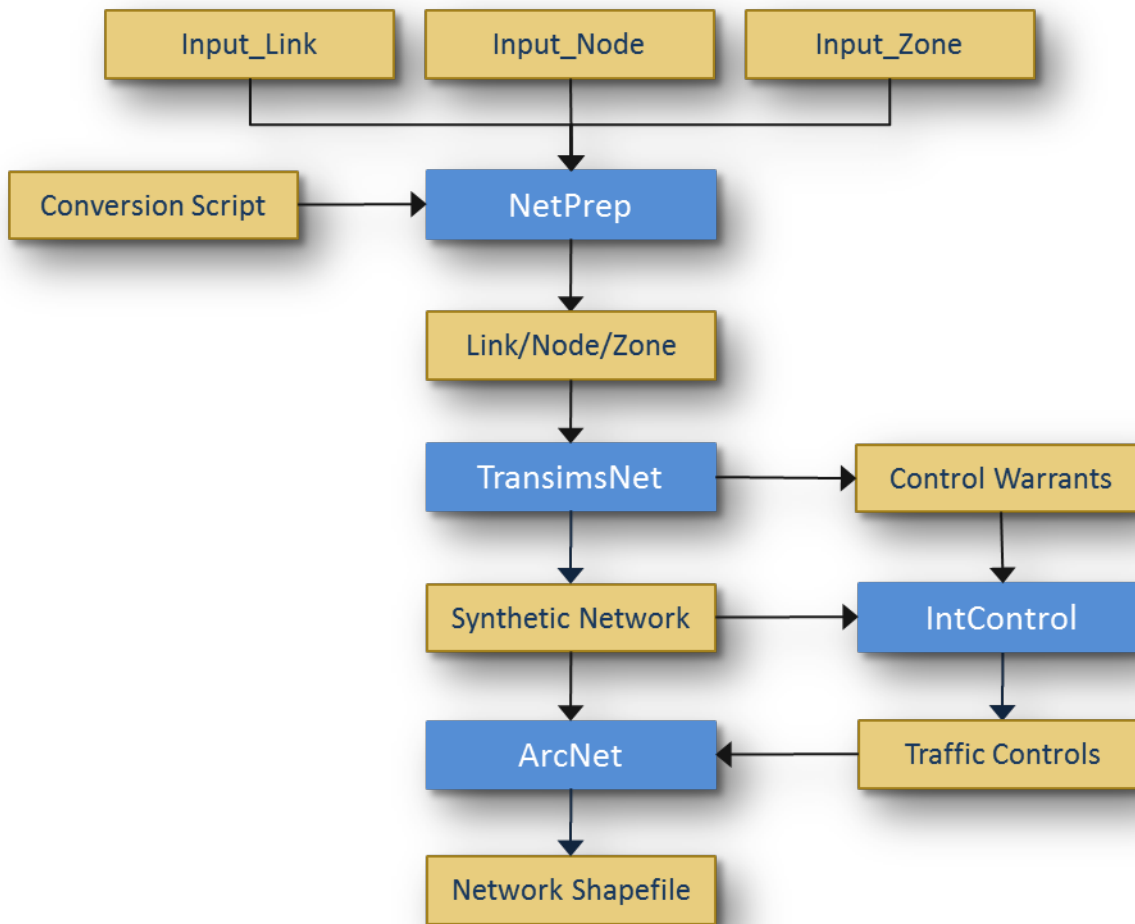 Input_Link
Input_Node
Input_Zone
Conversion Script
NetPrep
Link/Node/Zone
TransimsNet
Control Warrants
Synthetic Network
IntControl
ArcNet
Traffic Controls
Network Shapefile